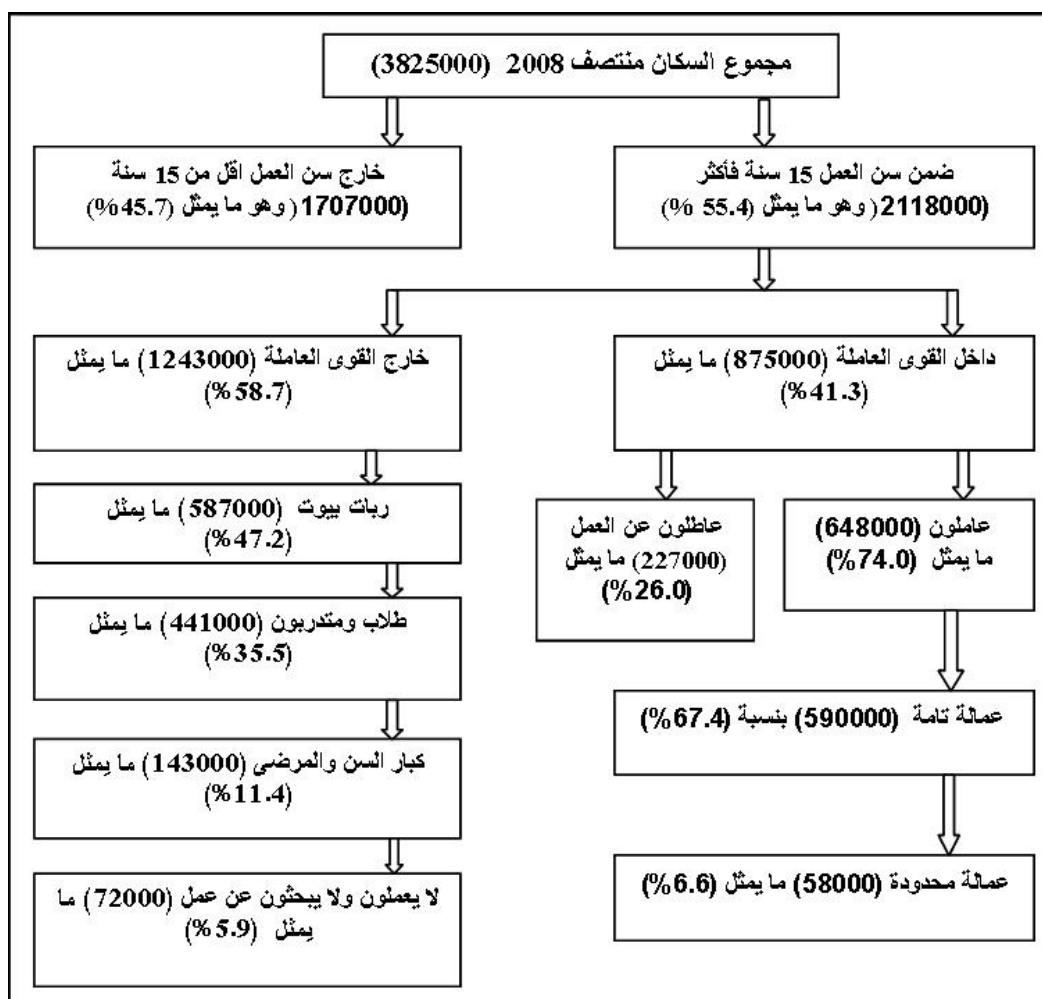 مجموع السكان منتصف 2008 (3825000)
ضمن سن العمل 15 سنة فأكثر
2118000) وهو ما يمثل (55.4 %)
خارج سن العمل اقل من 15 سنة
1707000) وهو ما يمثل (45.7%)
داخل القوى العاملة (875000) ما يمثل
(41.3%)
خارج القوى العاملة (1243000) ما يمثل
(58.7%)
عاملون (648000)
ما يمثل (74.0%)
عاطلون عن العمل
(227000) ما يمثل
(26.0%)
عمالة تامة (590000) بنسبة (67.4%)
عمالة محدودة (58000) ما يمثل (6.6%)
ربات بيوت (587000) ما يمثل
(47.2%)
طلاب ومتدربون (441000) ما يمثل
(35.5%)
كبار السن والمرضى (143000) ما يمثل
(11.4%)
لا يعملون ولا يبحثون عن عمل (72000) ما
يمثل (5.9%)